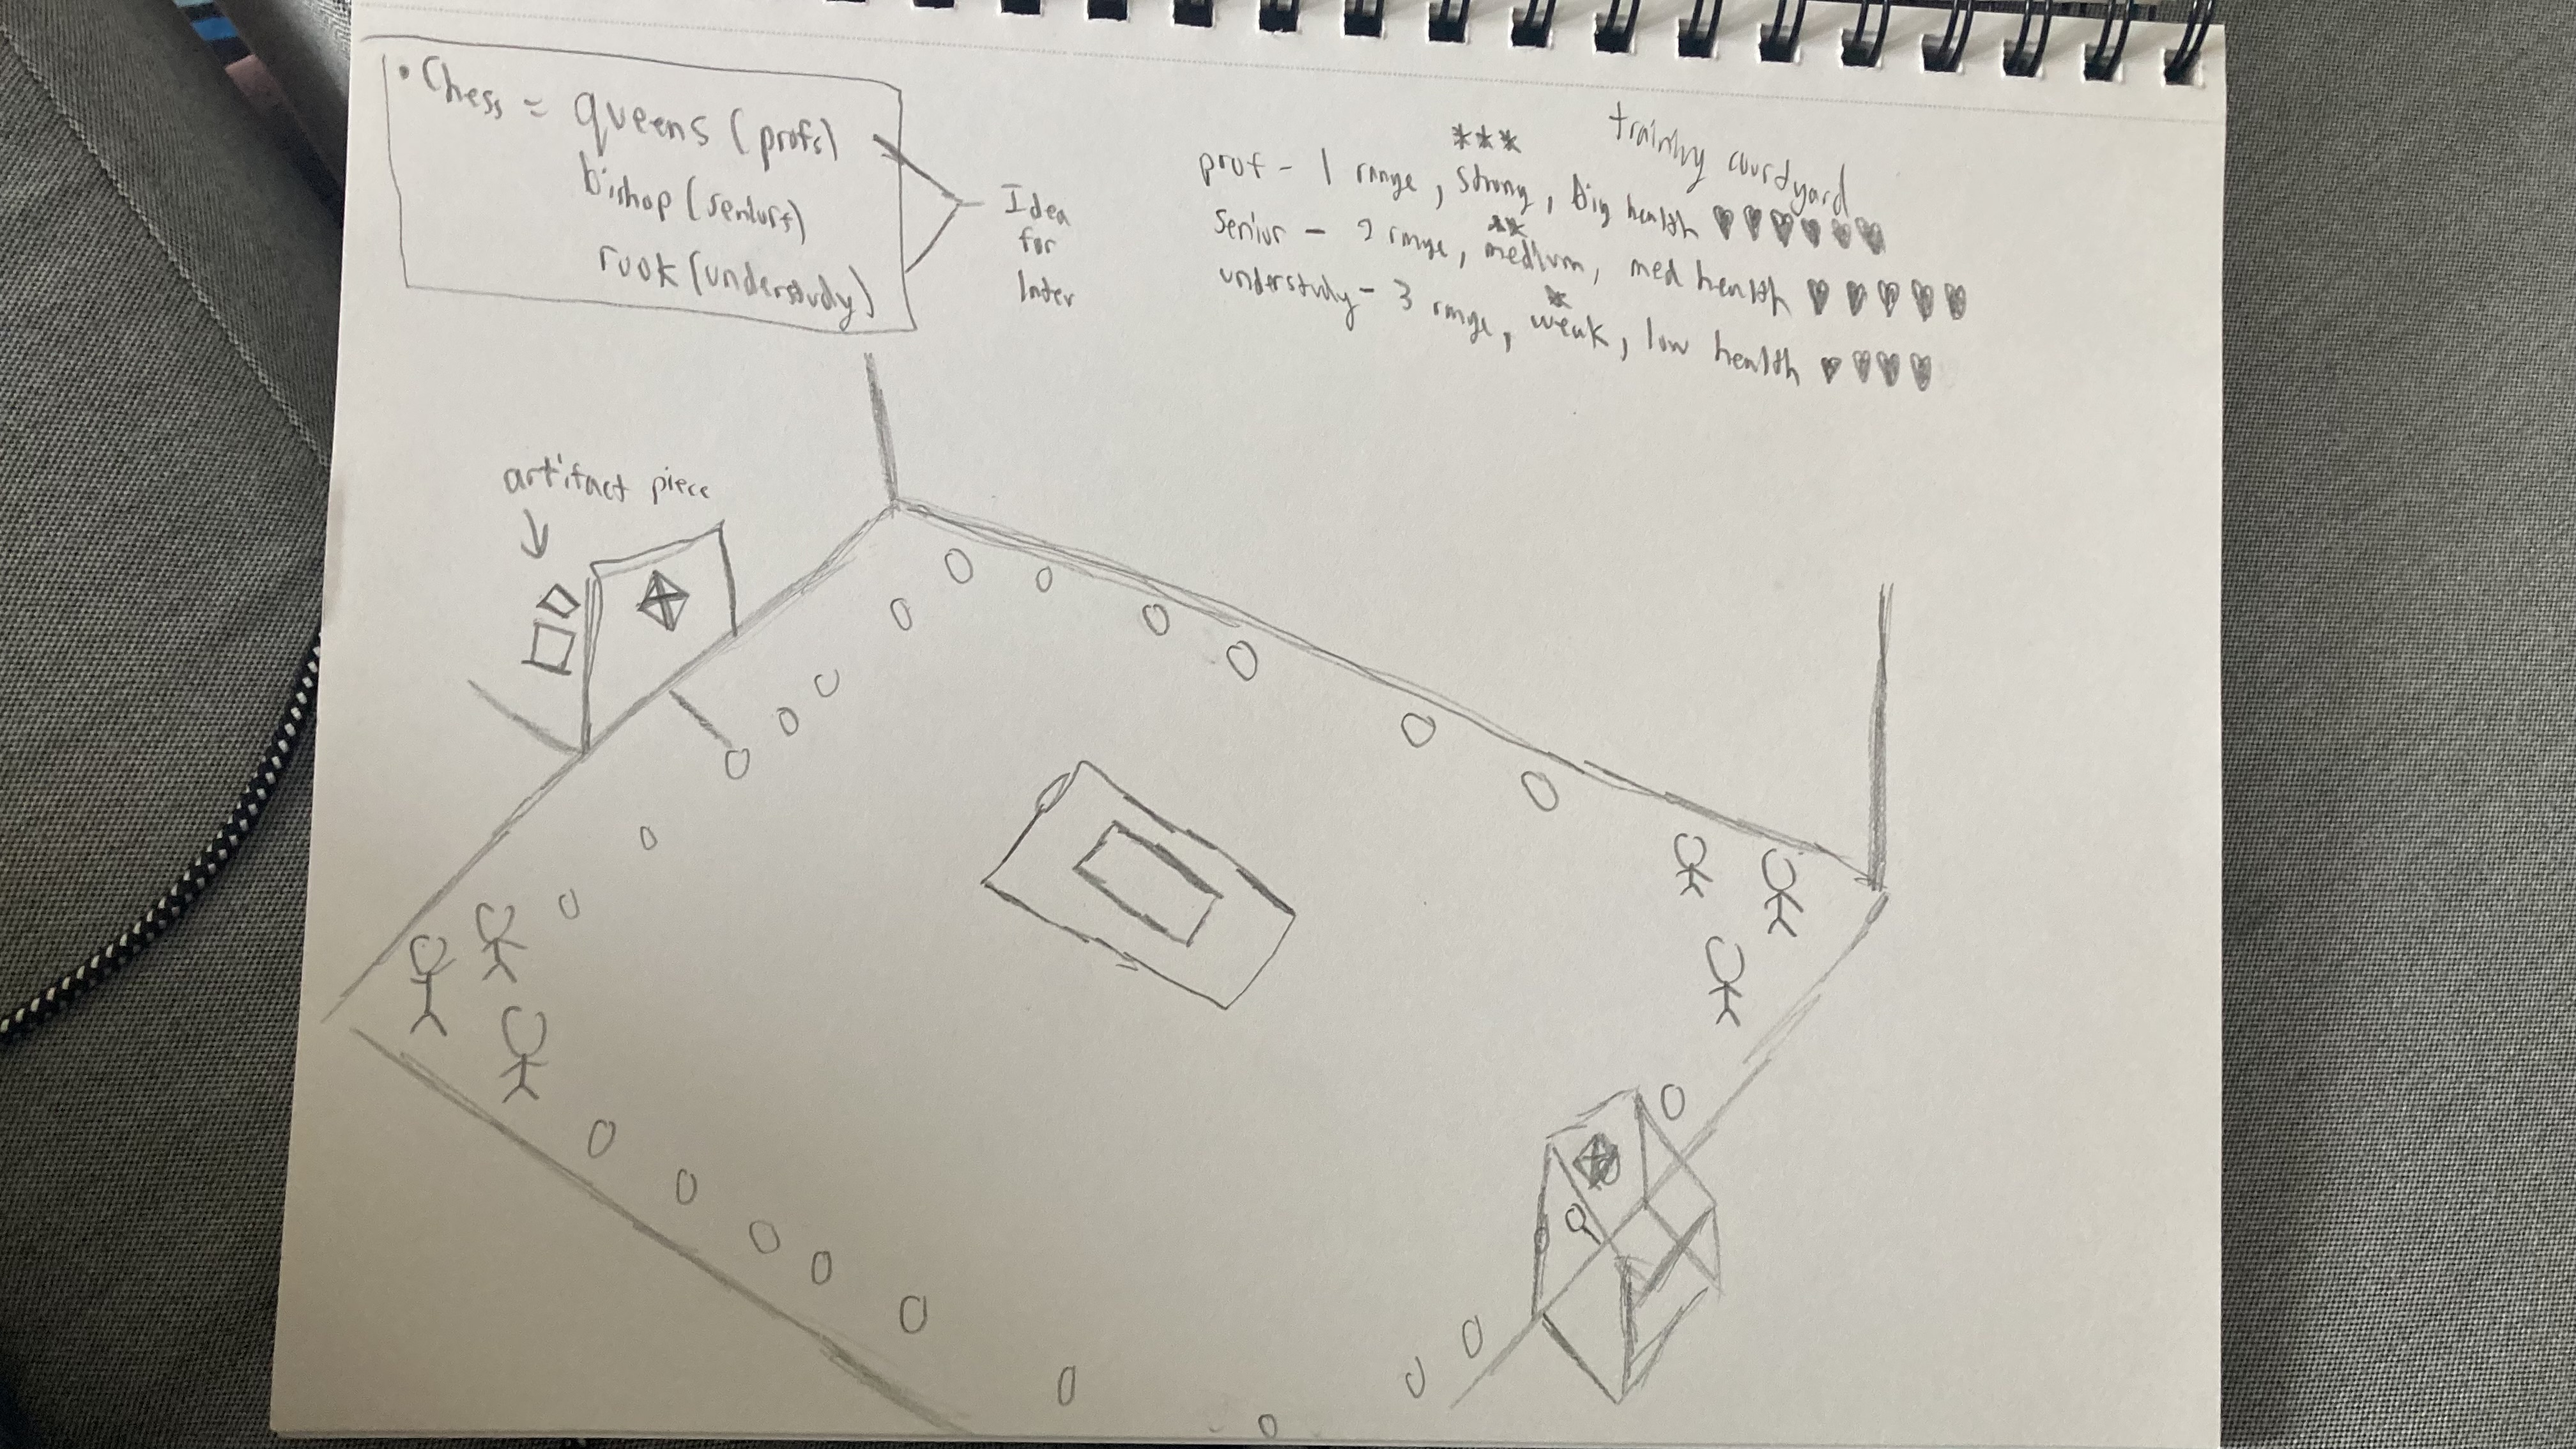 • Chess = queens (profs)
bishop (seniors)
rook (understudy)
Idea
for
later
training courtyard
***
prof - 1 range, strong, big health ♥♥♥♥♥♥
**
senior - 2 range, medium, med health ♥♥♥♥♥
*
understudy - 3 range, weak, low health ♥♥♥♥
artifact piece